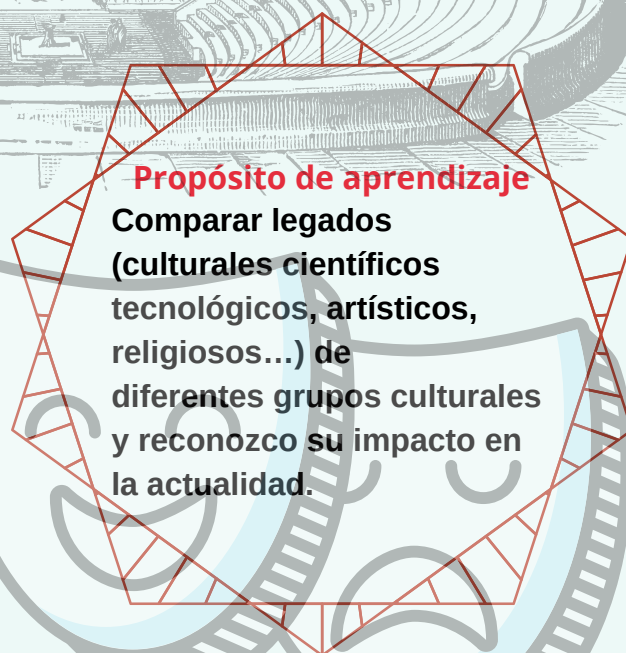 Propósito de aprendizaje
Comparar legados
(culturales científicos
tecnológicos, artísticos,
religiosos…) de
diferentes grupos culturales
y reconozco su impacto en
la actualidad.